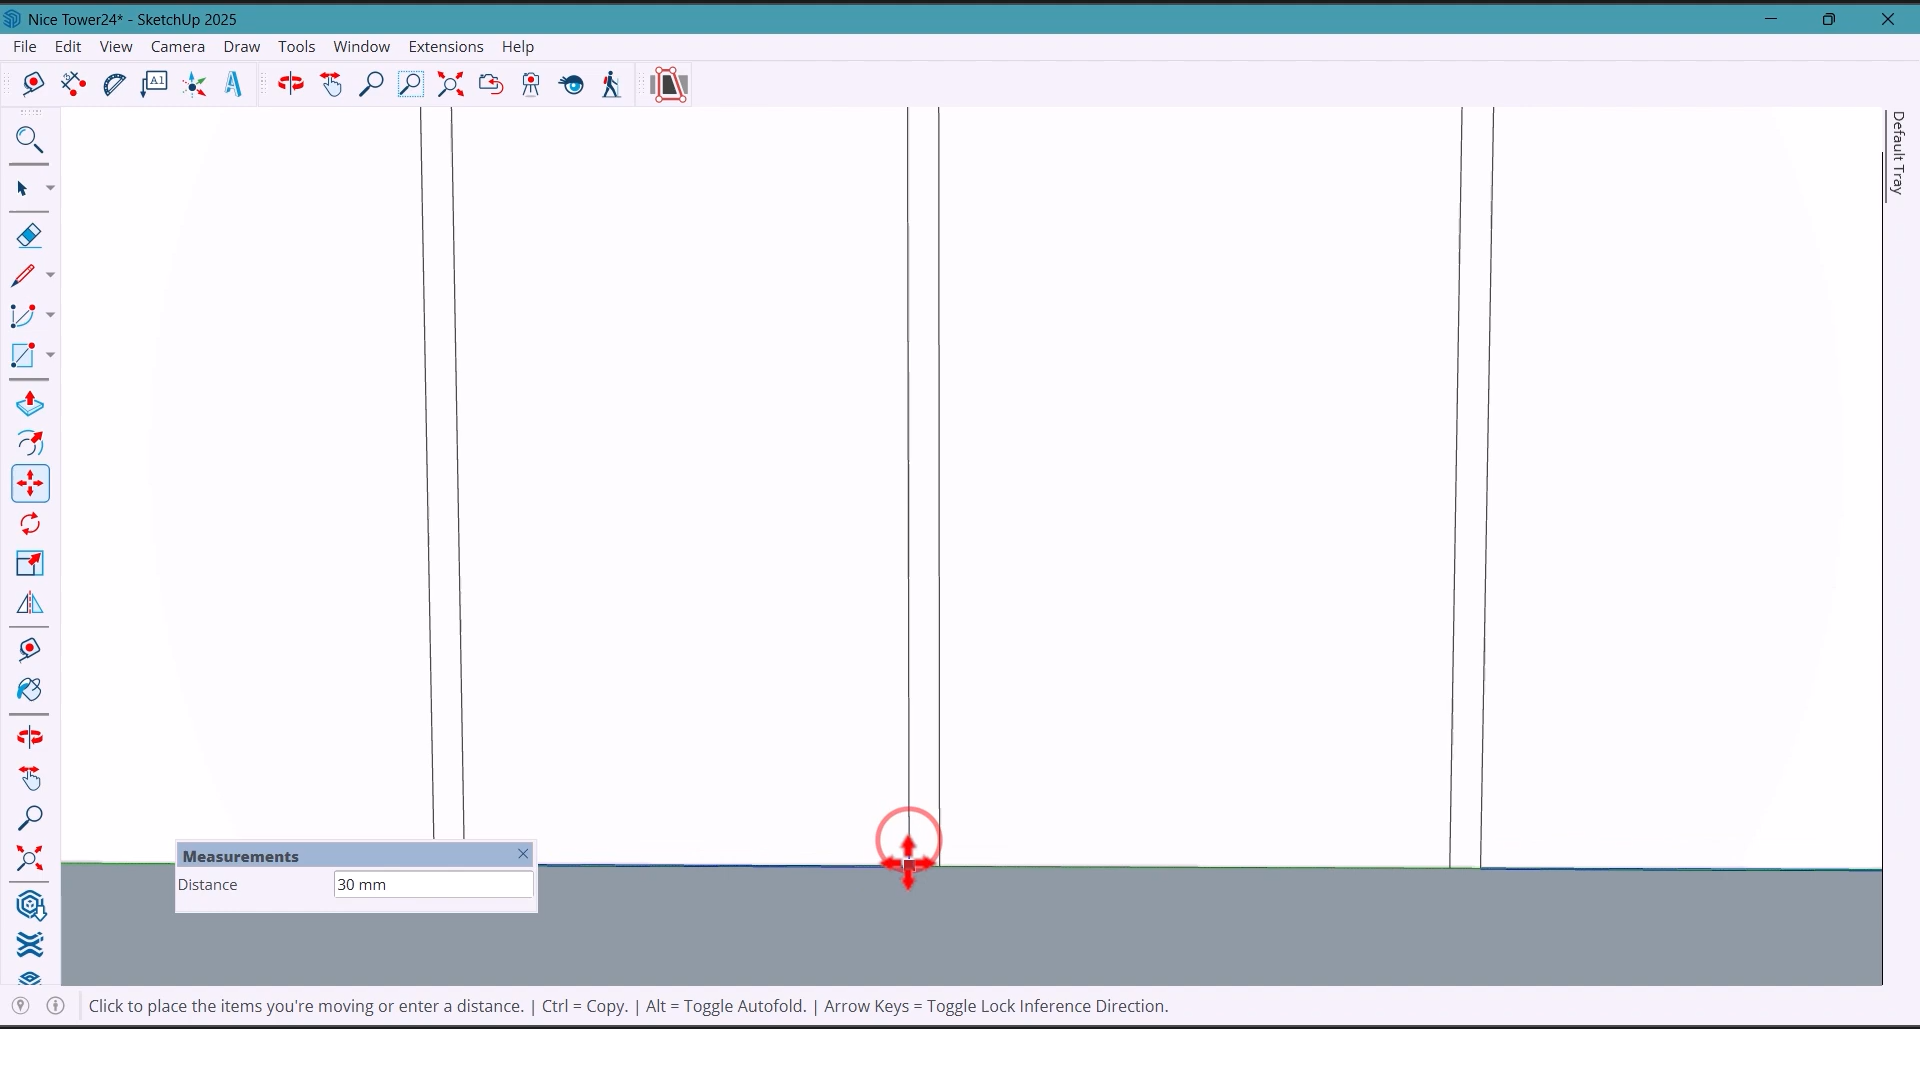 Nice Tower24* - SketchUp 2025
File Edit View Camera Draw Tools Window Extensions Help
A1
Default Tray
Measurements
Distance 30 mm
Click to place the items you're moving or enter a distance. | Ctrl = Copy. | Alt = Toggle Autofold. | Arrow Keys = Toggle Lock Inference Direction.